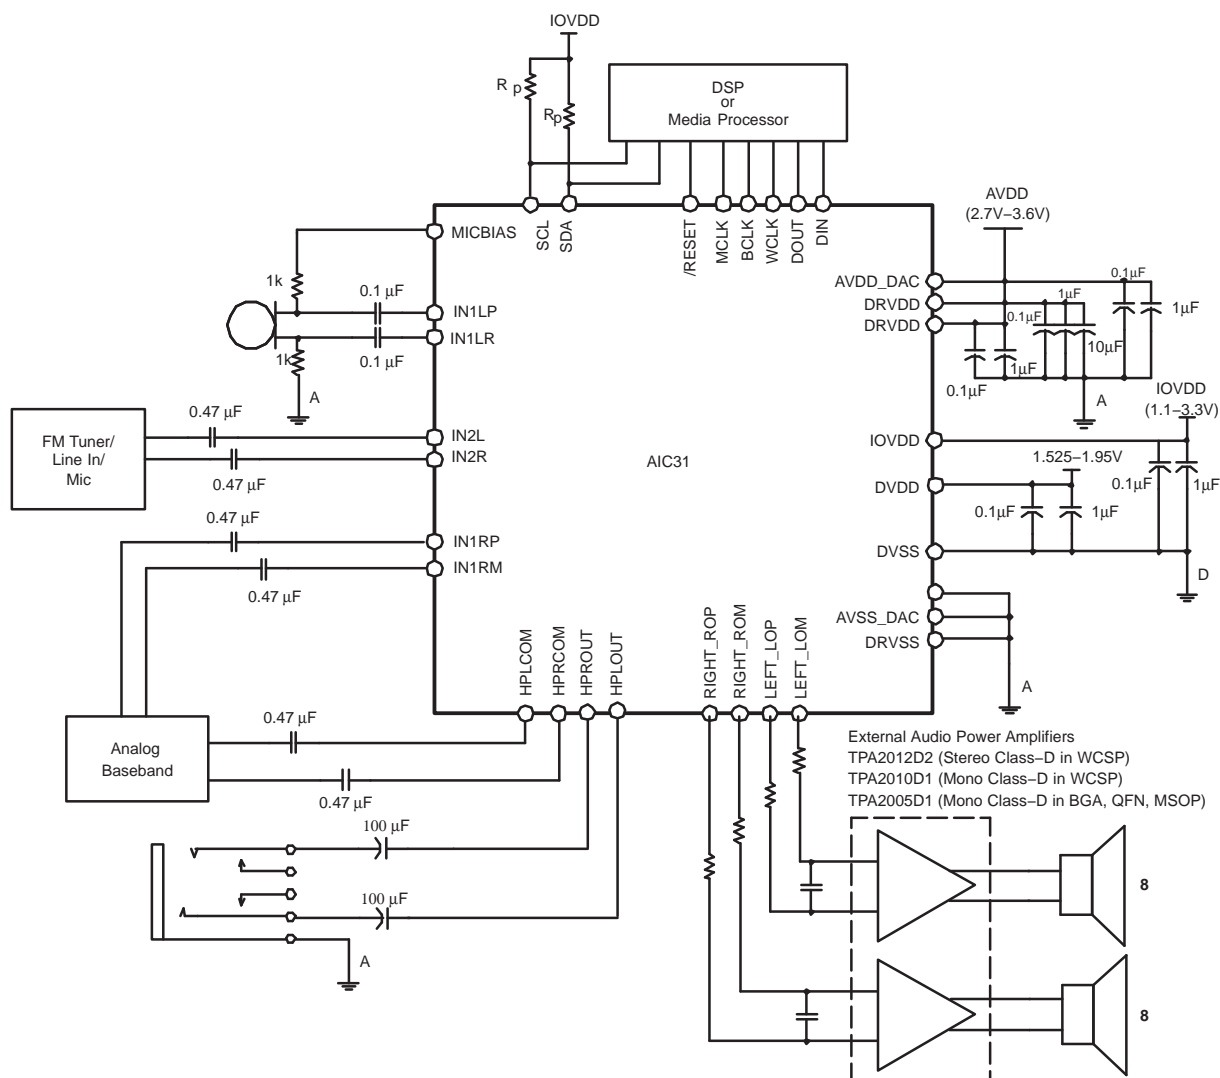 IOVDD
R p
Rp
DSP
or
Media Processor
AVDD
(2.7V–3.6V)
SCL
SDA
/RESET
MCLK
BCLK
WCLK
DOUT
DIN
MICBIAS
1k
0.1 µF
IN1LP
IN1LR
1k
0.1 µF
A
AVDD_DAC
DRVDD
DRVDD
0.1µF
1µF
0.1µF
1µF
10µF
1µF
0.1µF
A
IOVDD
(1.1–3.3V)
0.47 µF
FM Tuner/
Line In/
Mic
IN2L
IN2R
0.47 µF
AIC31
IOVDD
1.525–1.95V
DVDD
0.1µF
1µF
0.1µF
1µF
DVSS
D
0.47 µF
IN1RP
IN1RM
0.47 µF
AVSS_DAC
DRVSS
A
HPLCOM
HPRCOM
HPROUT
HPLOUT
RIGHT_ROP
RIGHT_ROM
LEFT_LOP
LEFT_LOM
Analog
Baseband
0.47 µF
0.47 µF
External Audio Power Amplifiers
TPA2012D2 (Stereo Class–D in WCSP)
TPA2010D1 (Mono Class–D in WCSP)
TPA2005D1 (Mono Class–D in BGA, QFN, MSOP)
100 µF
100 µF
A
8
8